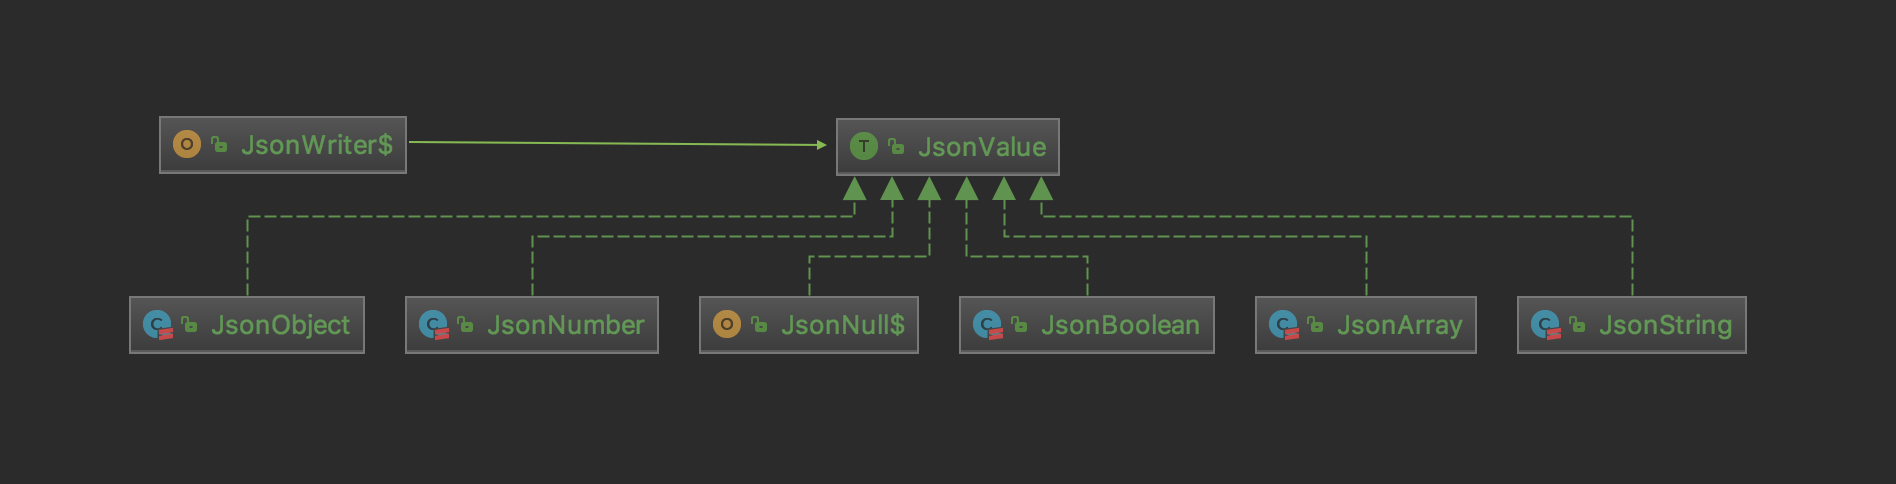 O JsonWriter$
T JsonValue
C JsonObject
C JsonNumber
O JsonNull$
C JsonBoolean
C JsonArray
C JsonString